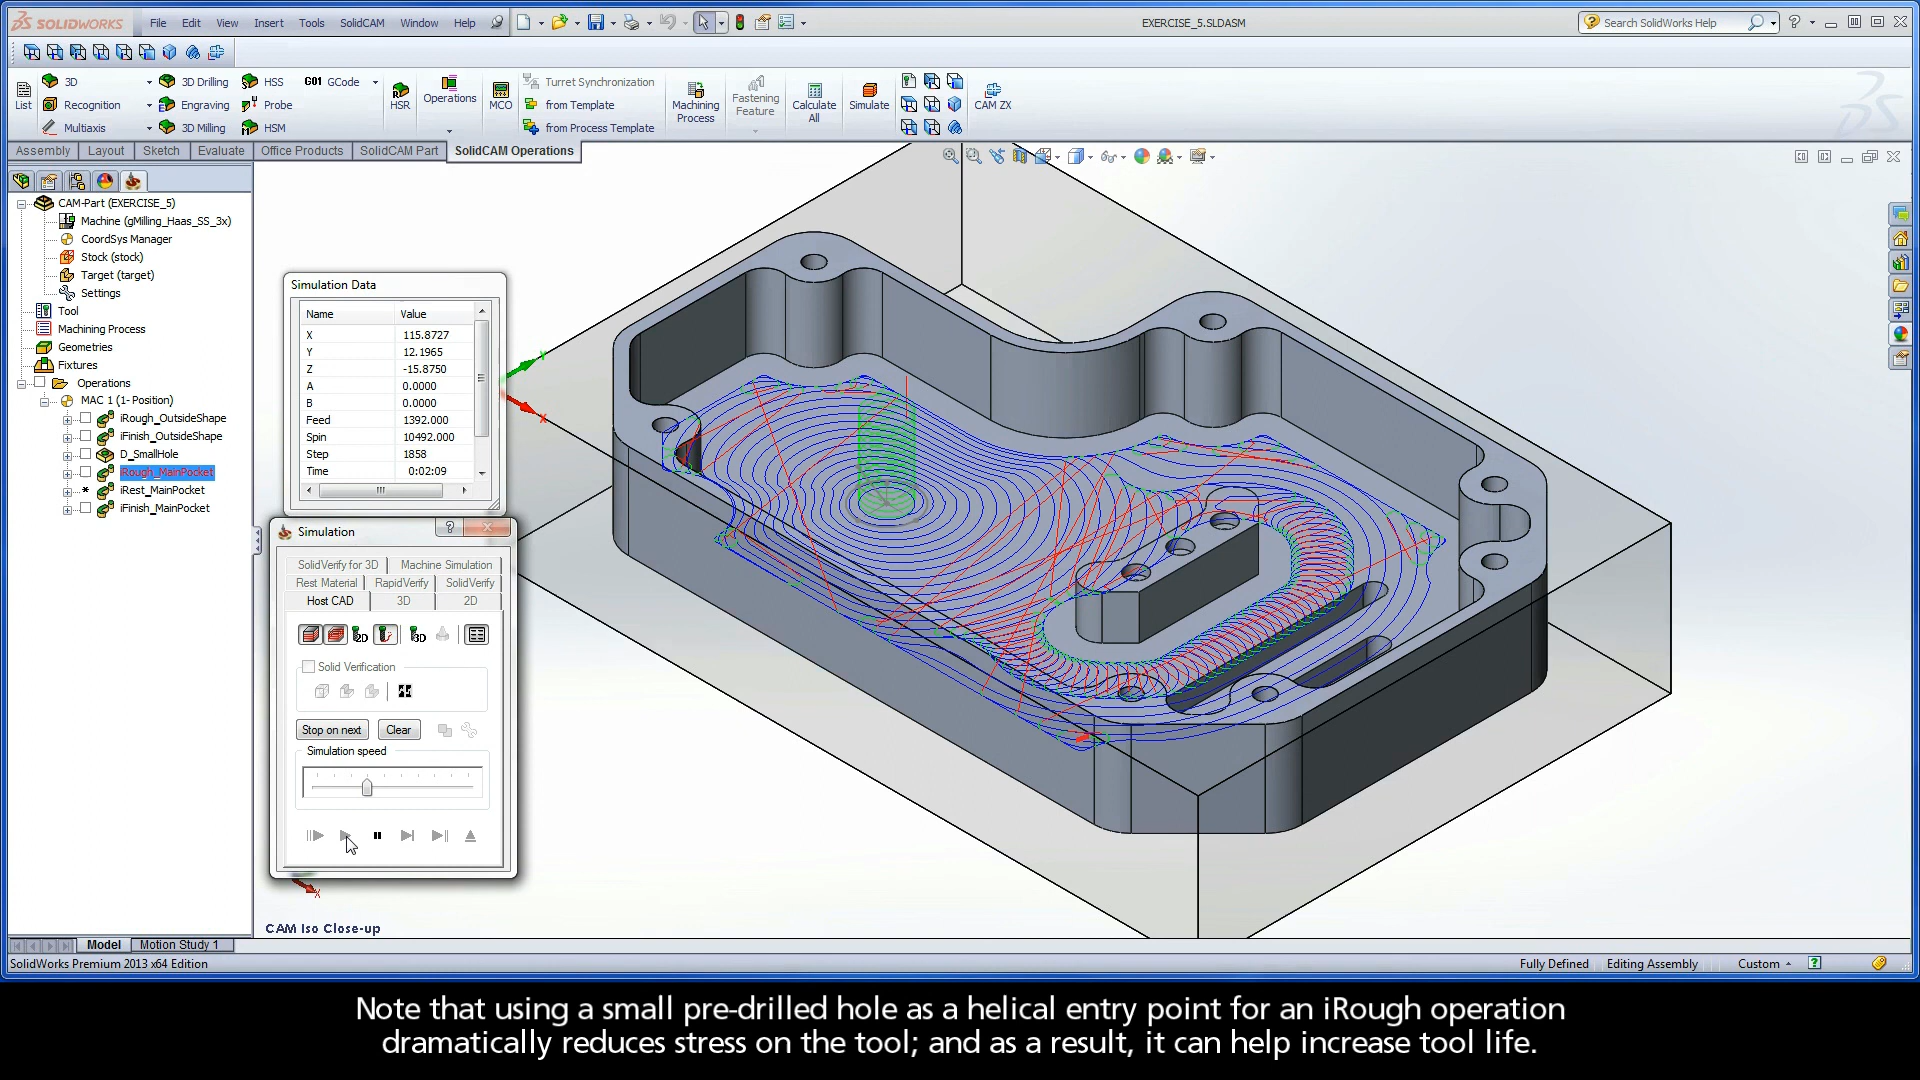 SOLIDWORKS File Edit View Insert Tools SolidCAM Window Help EXERCISE_5.SLDASM Search SolidWorks Help
3D 3D Drilling HSS G01 GCode
Recognition Engraving Probe
Multiaxis 3D Milling HSM
List HSR Operations MCO
Turret Synchronization
from Template
from Process Template
Machining Process
Fastening Feature
Calculate All
Simulate
CAM ZX
Assembly Layout Sketch Evaluate Office Products SolidCAM Part SolidCAM Operations
CAM-Part (EXERCISE_5)
Machine (gMilling_Haas_SS_3x)
CoordSys Manager
Stock (stock)
Target (target)
Settings
Tool
Machining Process
Geometries
Fixtures
Operations
MAC 1 (1- Position)
iRough_OutsideShape
iFinish_OutsideShape
D_SmallHole
iRough_MainPocket
* iRest_MainPocket
iFinish_MainPocket
Simulation Data
Name Value
X 115.8727
Y 12.1965
Z -15.8750
A 0.0000
B 0.0000
Feed 1392.000
Spin 10492.000
Step 1858
Time 0:02:09
Simulation
SolidVerify for 3D Machine Simulation
Rest Material RapidVerify SolidVerify
Host CAD 3D 2D
2D 3D
Solid Verification
Stop on next Clear
Simulation speed
Y
X
X
CAM Iso Close-up
Model Motion Study 1
SolidWorks Premium 2013 x64 Edition Fully Defined Editing Assembly Custom
Note that using a small pre-drilled hole as a helical entry point for an iRough operation
dramatically reduces stress on the tool; and as a result, it can help increase tool life.